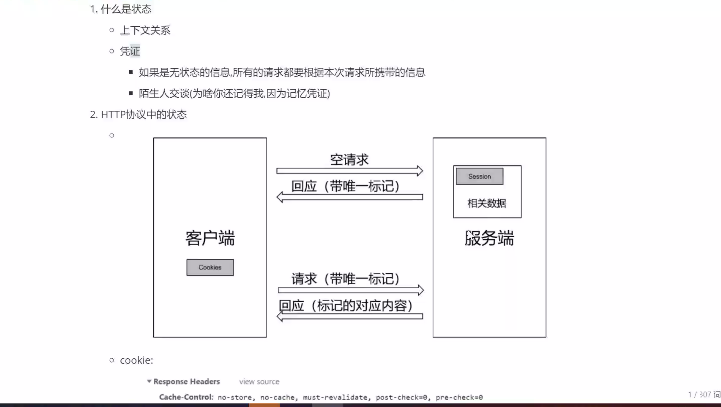 1. 什么是状态
上下文关系
凭证
如果是无状态的信息,所有的请求都要根据本次请求所携带的信息
陌生人交谈(为啥你还记得我,因为记忆凭证)
2. HTTP协议中的状态
空请求
回应（带唯一标记）
Session
相关数据
客户端
服务端
Cookies
请求（带唯一标记）
回应（标记的对应内容）
cookie:
Response Headers view source
Cache-Control: no-store, no-cache, must-revalidate, post-check=0, pre-check=0
1 / 307